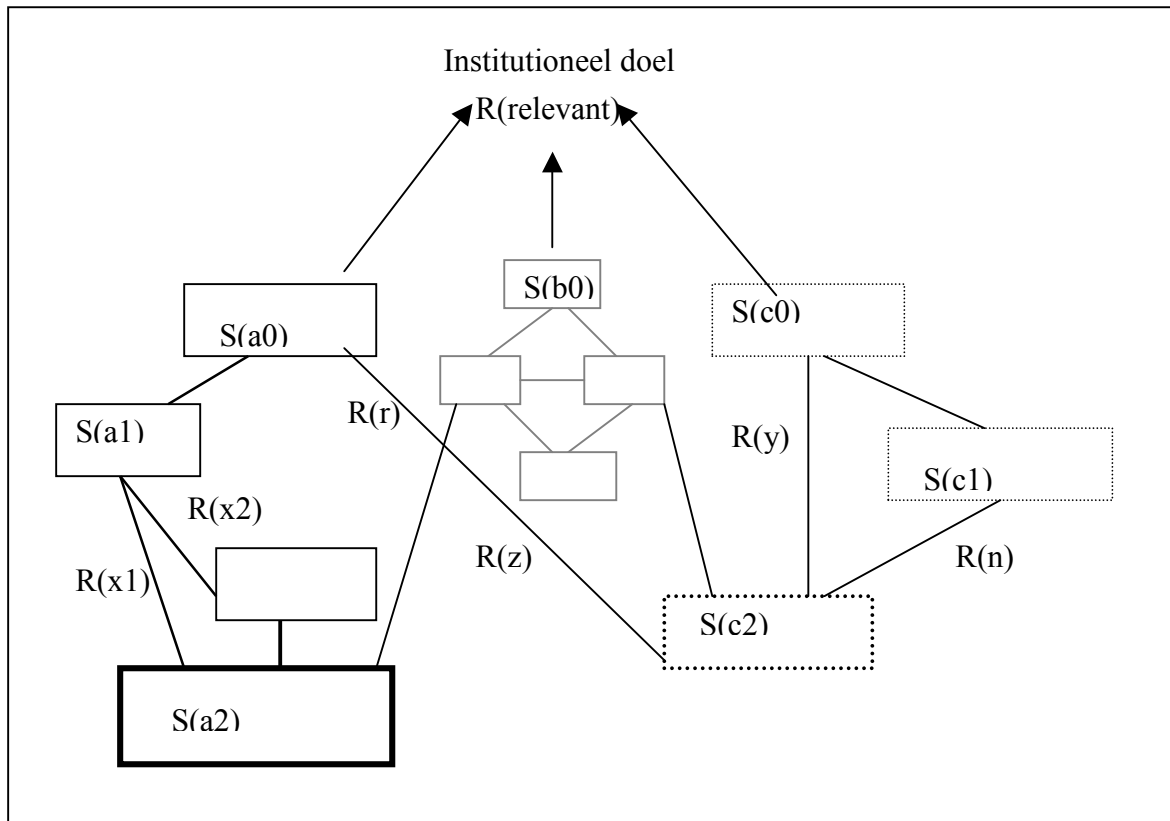 Institutioneel doel
R(relevant)
S(b0)
S(a0)
S(c0)
S(a1)
R(r)
R(y)
S(c1)
R(x2)
R(x1)
R(z)
R(n)
S(c2)
S(a2)